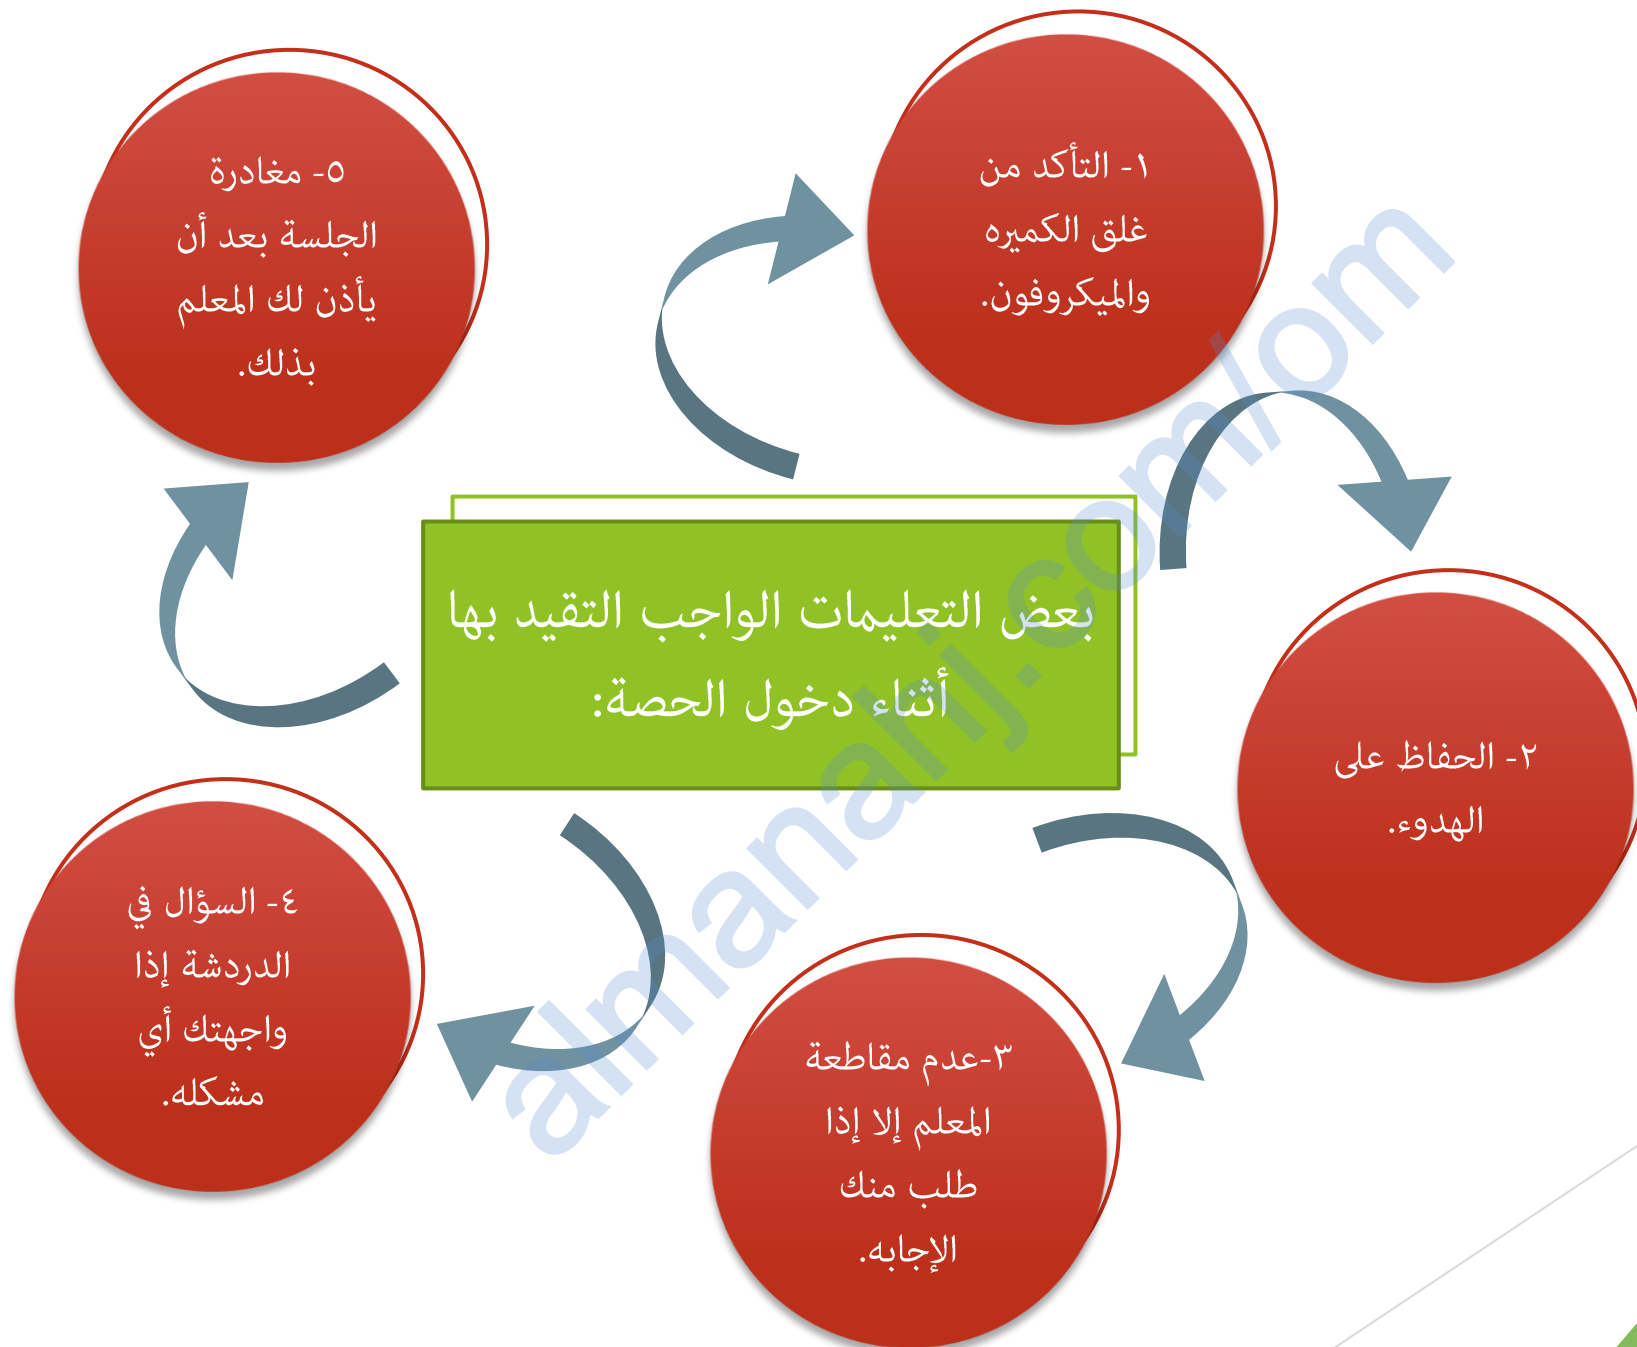 بعض التعليمات الواجب التقيد بها
أثناء دخول الحصة:
١- التأكد من
غلق الكميره
والميكروفون.
٢- الحفاظ على
الهدوء.
٣-عدم مقاطعة
المعلم إلا إذا
طلب منك
الإجابه.
٤- السؤال في
الدردشة إذا
واجهتك أي
مشكله.
٥- مغادرة
الجلسة بعد أن
يأذن لك المعلم
بذلك.
almanahj.com/om